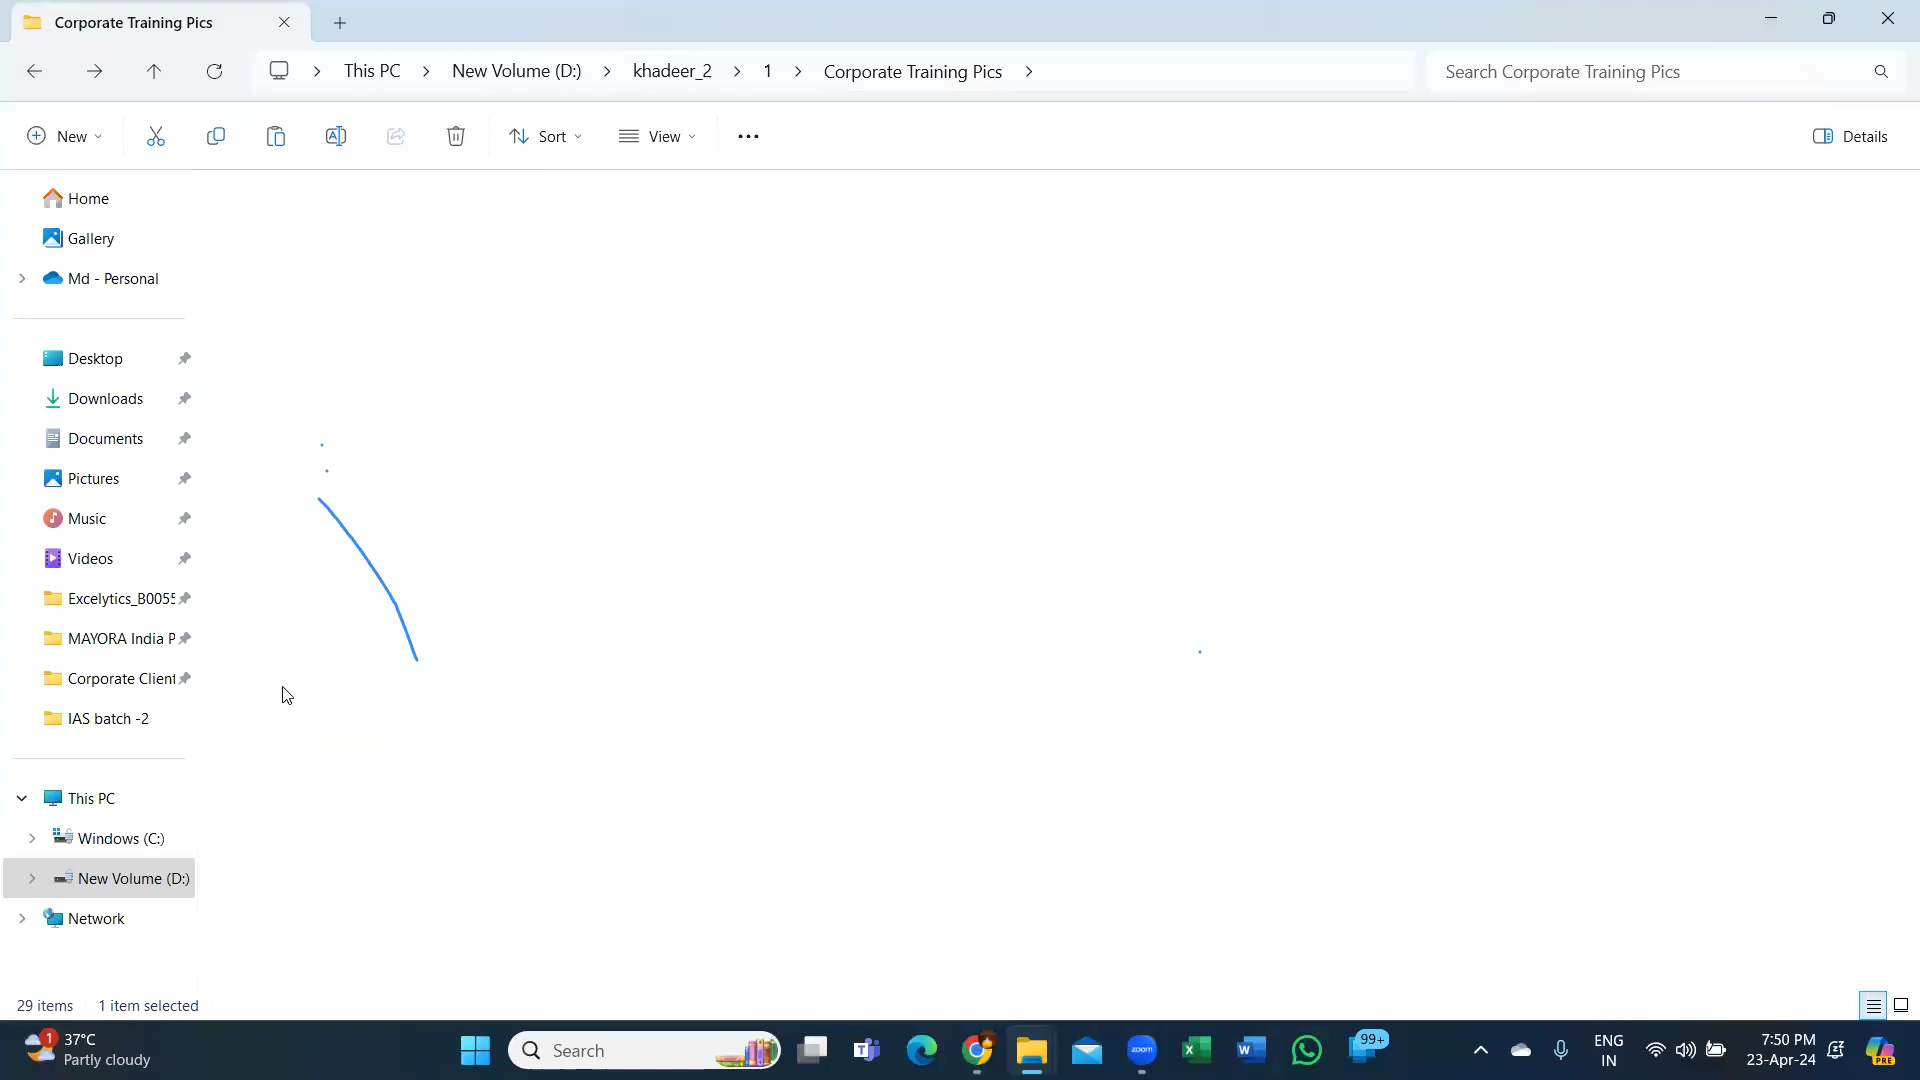 Corporate Training Pics
This PC
New Volume (D:)
khadeer_2
1
Corporate Training Pics
Search Corporate Training Pics
New
Sort
View
Details
Home
Gallery
Md - Personal
Desktop
Downloads
Documents
Pictures
Music
Videos
Excelytics_B0055
MAYORA India P
Corporate Client
IAS batch -2
This PC
Windows (C:)
New Volume (D:)
Network
29 items
1 item selected
1
37°C
Partly cloudy
Search
zoom
99+
ENG
IN
7:50 PM
23-Apr-24
PRE